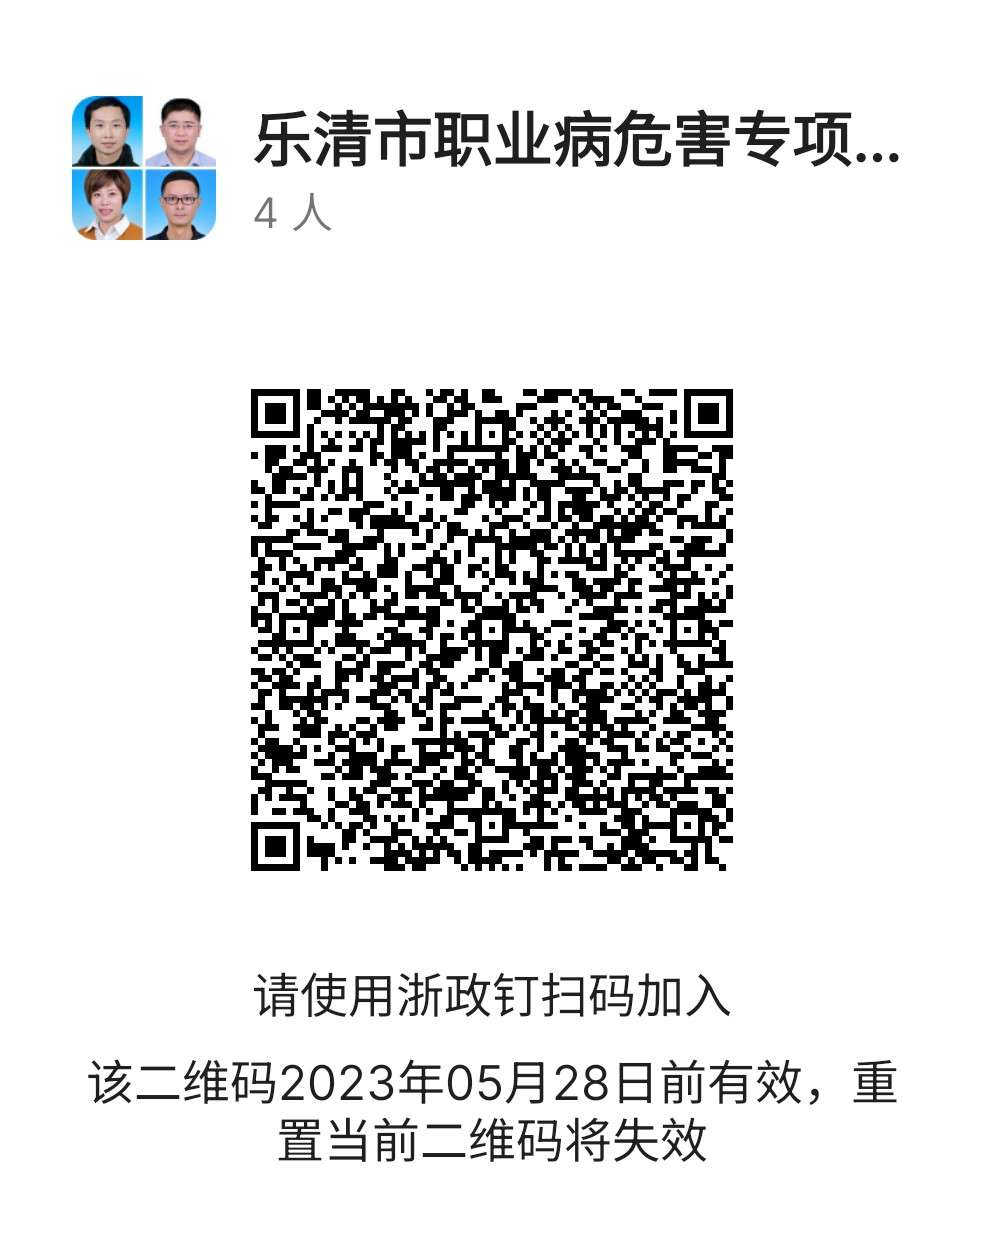 乐清市职业病危害专项...
4 人
请使用浙政钉扫码加入
该二维码2023年05月28日前有效，重
置当前二维码将失效